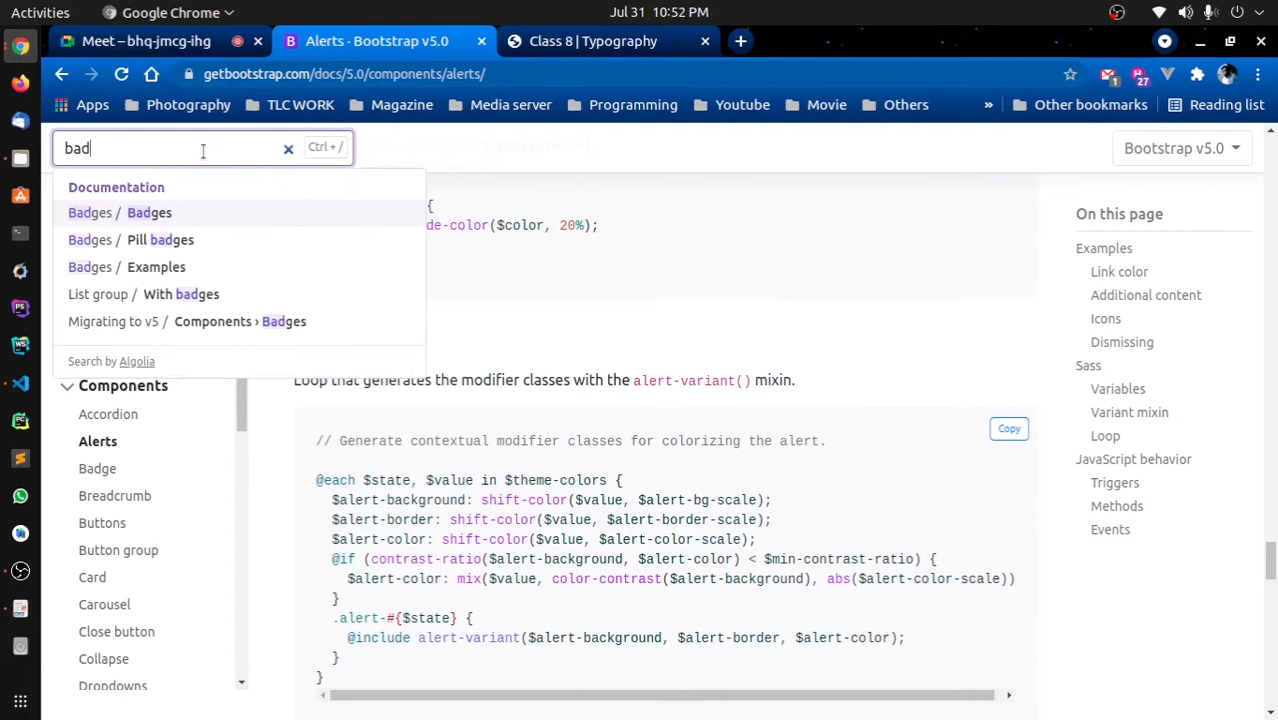 Activities
Google Chrome
Jul 31 10:52 PM
Meet – bhq-jmcg-ihg
Alerts · Bootstrap v5.0
Class 8 | Typography
getbootstrap.com/docs/5.0/components/alerts/
1
27
Apps
Photography
TLC WORK
Magazine
Media server
Programming
Youtube
Movie
Others
»
Other bookmarks
Reading list
bad
Ctrl + /
Bootstrap v5.0
Documentation
Badges / Badges
Badges / Pill badges
Badges / Examples
List group / With badges
Migrating to v5 / Components › Badges
Search by Algolia
{
de-color($color, 20%);
Components
Accordion
Alerts
Badge
Breadcrumb
Buttons
Button group
Card
Carousel
Close button
Collapse
Dropdowns
Loop that generates the modifier classes with the alert-variant() mixin.
Copy
// Generate contextual modifier classes for colorizing the alert.
@each $state, $value in $theme-colors {
$alert-background: shift-color($value, $alert-bg-scale);
$alert-border: shift-color($value, $alert-border-scale);
$alert-color: shift-color($value, $alert-color-scale);
@if (contrast-ratio($alert-background, $alert-color) < $min-contrast-ratio) {
$alert-color: mix($value, color-contrast($alert-background), abs($alert-color-scale))
}
.alert-#{$state} {
@include alert-variant($alert-background, $alert-border, $alert-color);
}
}
On this page
Examples
Link color
Additional content
Icons
Dismissing
Sass
Variables
Variant mixin
Loop
JavaScript behavior
Triggers
Methods
Events